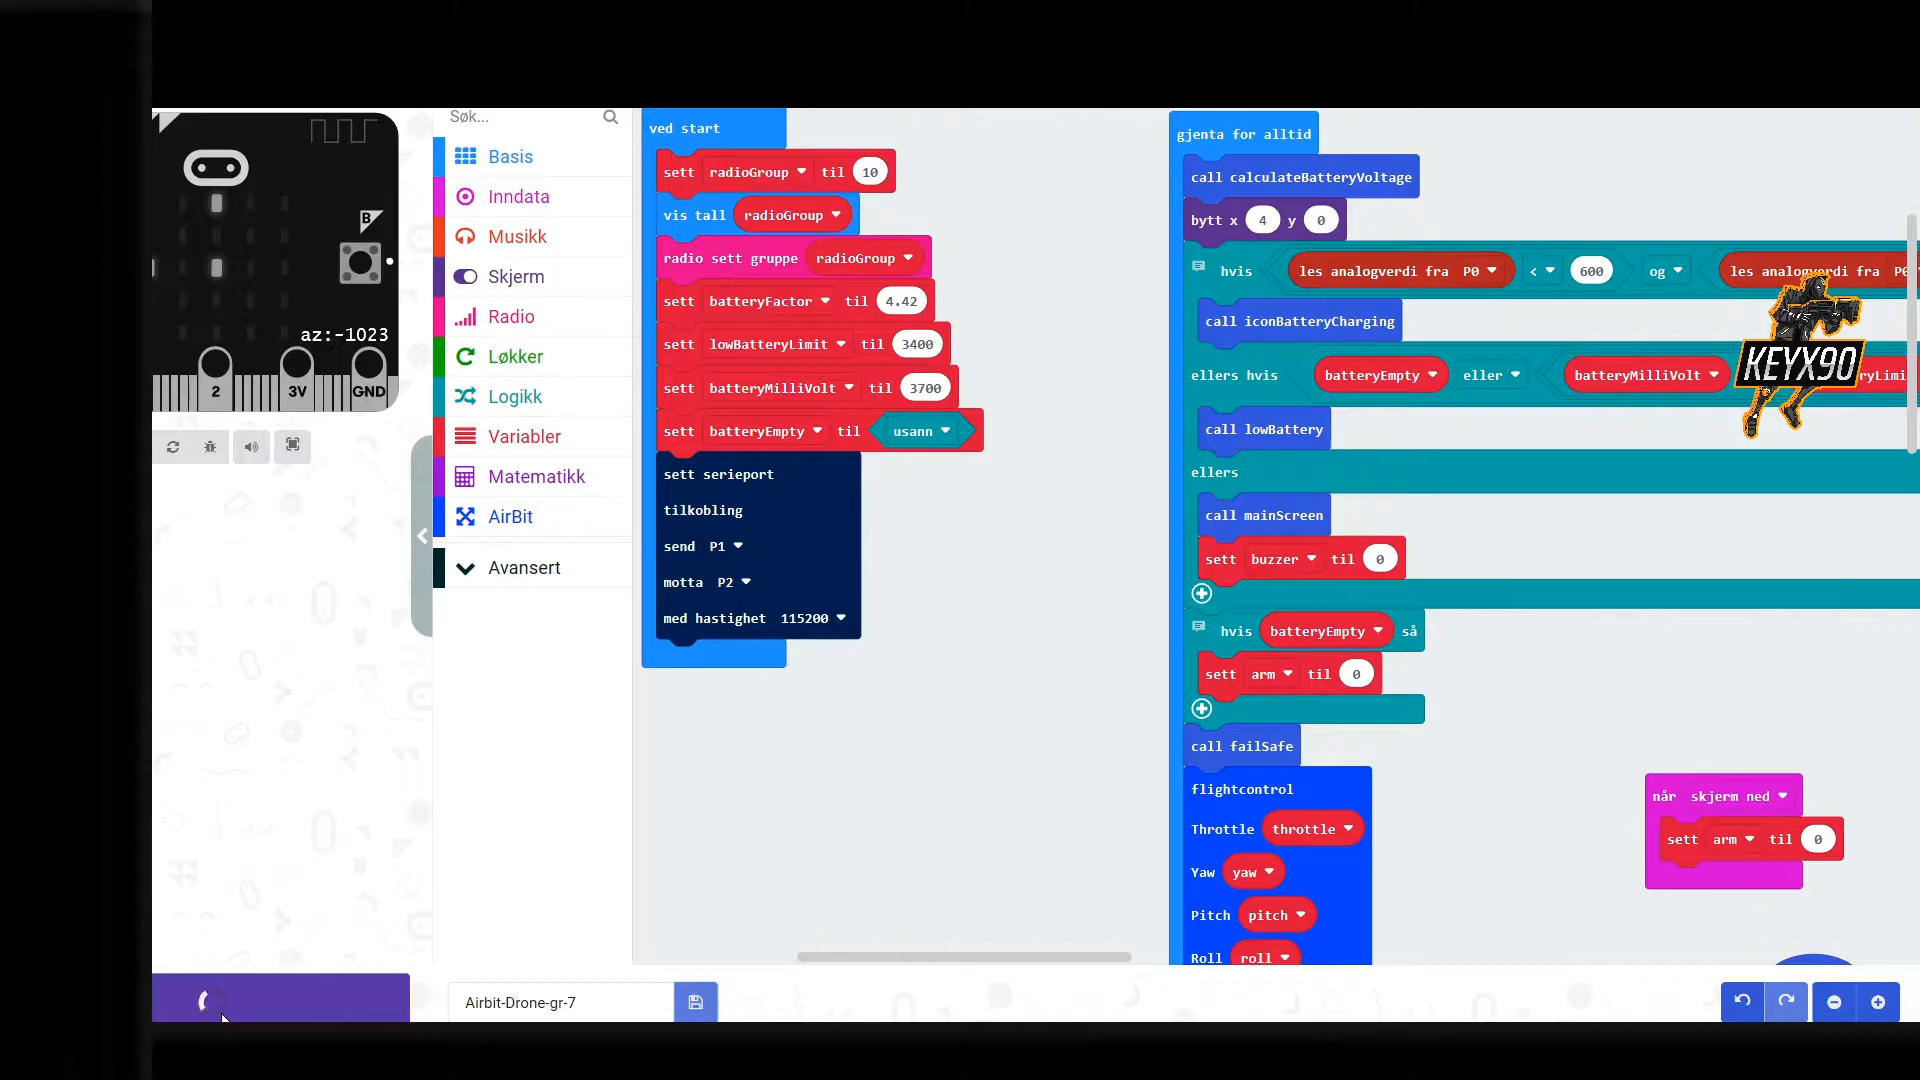 B
az:-1023
2 3V GND
Søk...
Basis
Inndata
Musikk
Skjerm
Radio
Løkker
Logikk
Variabler
Matematikk
AirBit
Avansert
ved start
sett radioGroup til 10
vis tall radioGroup
radio sett gruppe radioGroup
sett batteryFactor til 4.42
sett lowBatteryLimit til 3400
sett batteryMilliVolt til 3700
sett batteryEmpty til usann
sett serieport
tilkobling
send P1
motta P2
med hastighet 115200
gjenta for alltid
call calculateBatteryVoltage
bytt x 4 y 0
hvis les analogverdi fra P0 < 600 og les analogverdi fra P0
call iconBatteryCharging
ellers hvis batteryEmpty eller batteryMilliVolt
call lowBattery
ellers
call mainScreen
sett buzzer til 0
hvis batteryEmpty så
sett arm til 0
call failSafe
flightcontrol
Throttle throttle
Yaw yaw
Pitch pitch
Roll roll
KEYX90
når skjerm ned
sett arm til 0
Airbit-Drone-gr-7